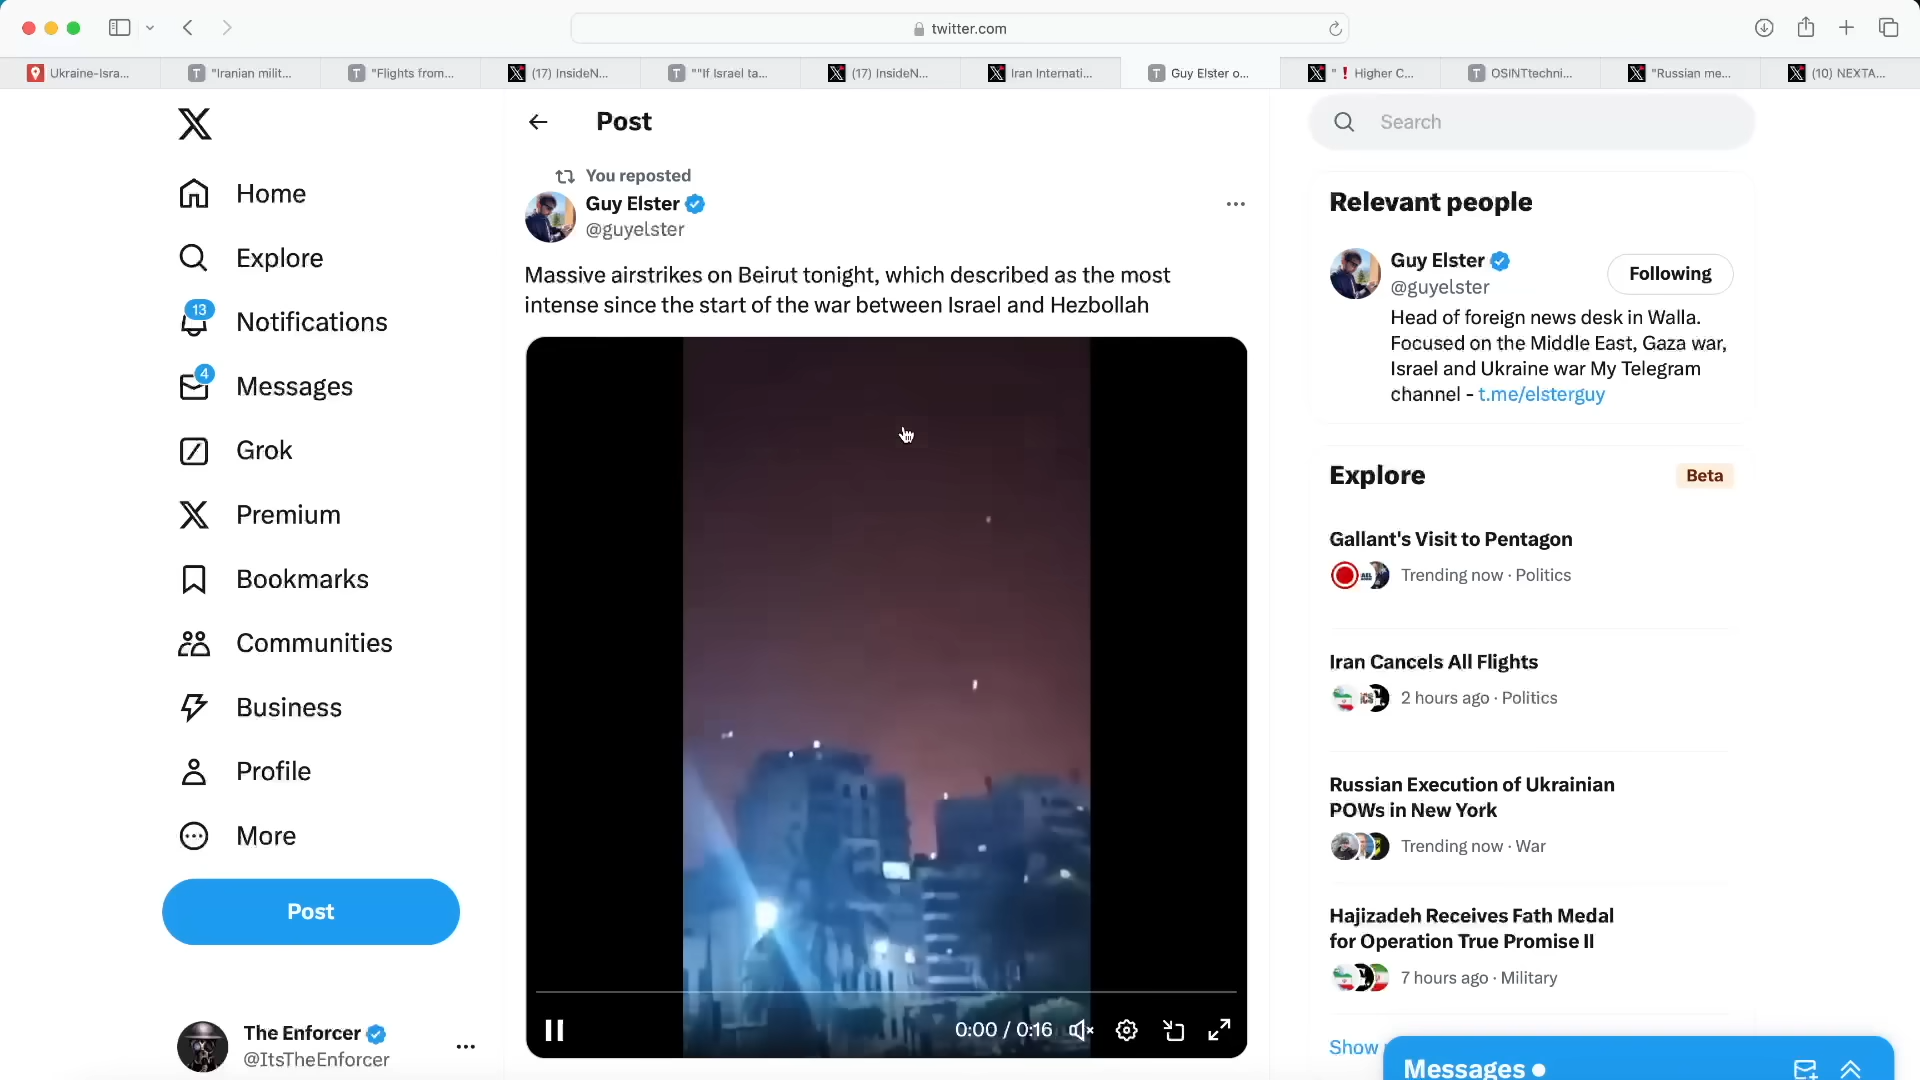 twitter.com
Ukraine-Isra...
"Iranian milit...
"Flights from...
(17) InsideN...
""If Israel ta...
(17) InsideN...
Iran Internati...
Guy Elster o...
"❗Higher C...
OSINTtechni...
"Russian me...
(10) NEXTA...
Home
Explore
13
Notifications
4
Messages
Grok
Premium
Bookmarks
Communities
Business
Profile
More
Post
The Enforcer
@ItsTheEnforcer
Post
You reposted
Guy Elster
@guyelster
Massive airstrikes on Beirut tonight, which described as the most
intense since the start of the war between Israel and Hezbollah
0:00 / 0:16
Search
Relevant people
Guy Elster
@guyelster
Following
Head of foreign news desk in Walla.
Focused on the Middle East, Gaza war,
Israel and Ukraine war My Telegram
channel - t.me/elsterguy
Explore
Beta
Gallant's Visit to Pentagon
Trending now · Politics
Iran Cancels All Flights
2 hours ago · Politics
Russian Execution of Ukrainian
POWs in New York
Trending now · War
Hajizadeh Receives Fath Medal
for Operation True Promise II
7 hours ago · Military
Show
Messages